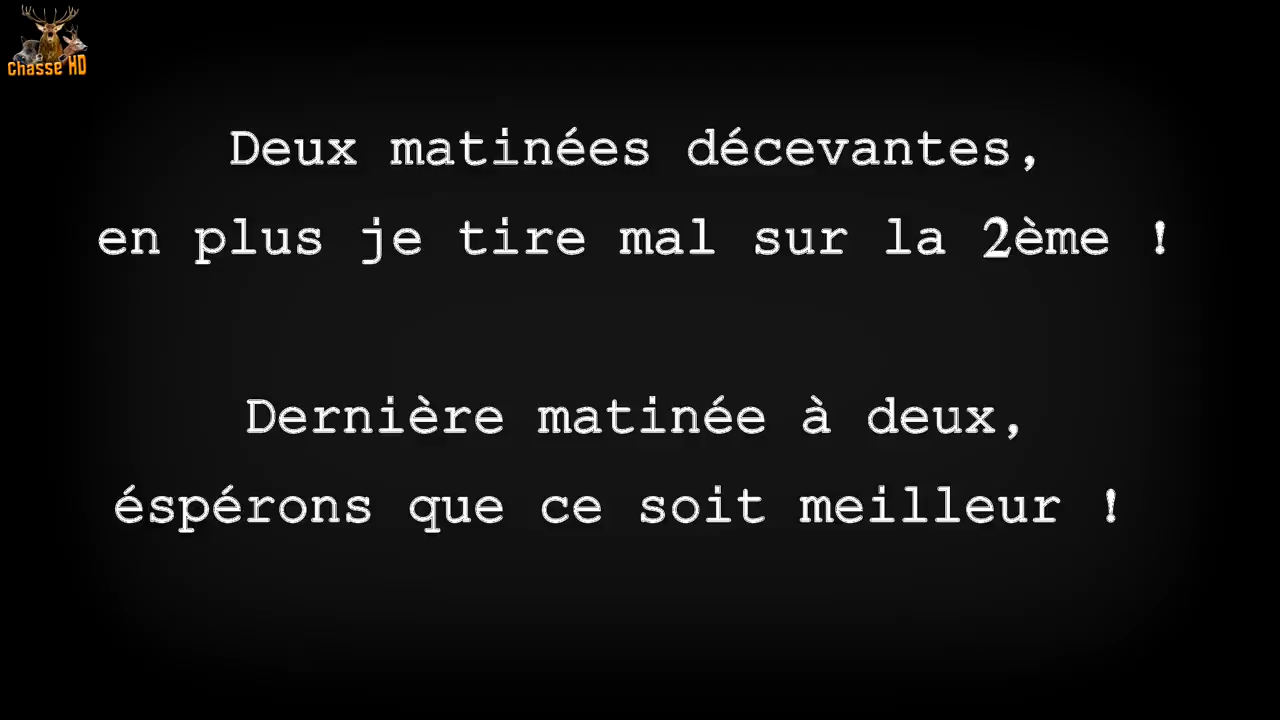 Chasse HD
Deux matinées décevantes,
en plus je tire mal sur la 2ème !
Dernière matinée à deux,
éspérons que ce soit meilleur !